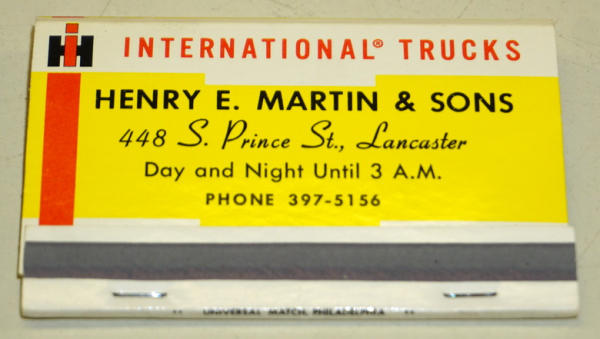 IH INTERNATIONAL® TRUCKS
HENRY E. MARTIN & SONS
448 S. Prince St., Lancaster
Day and Night Until 3 A.M.
PHONE 397-5156
UNIVERSAL MATCH, PHILADELPHIA